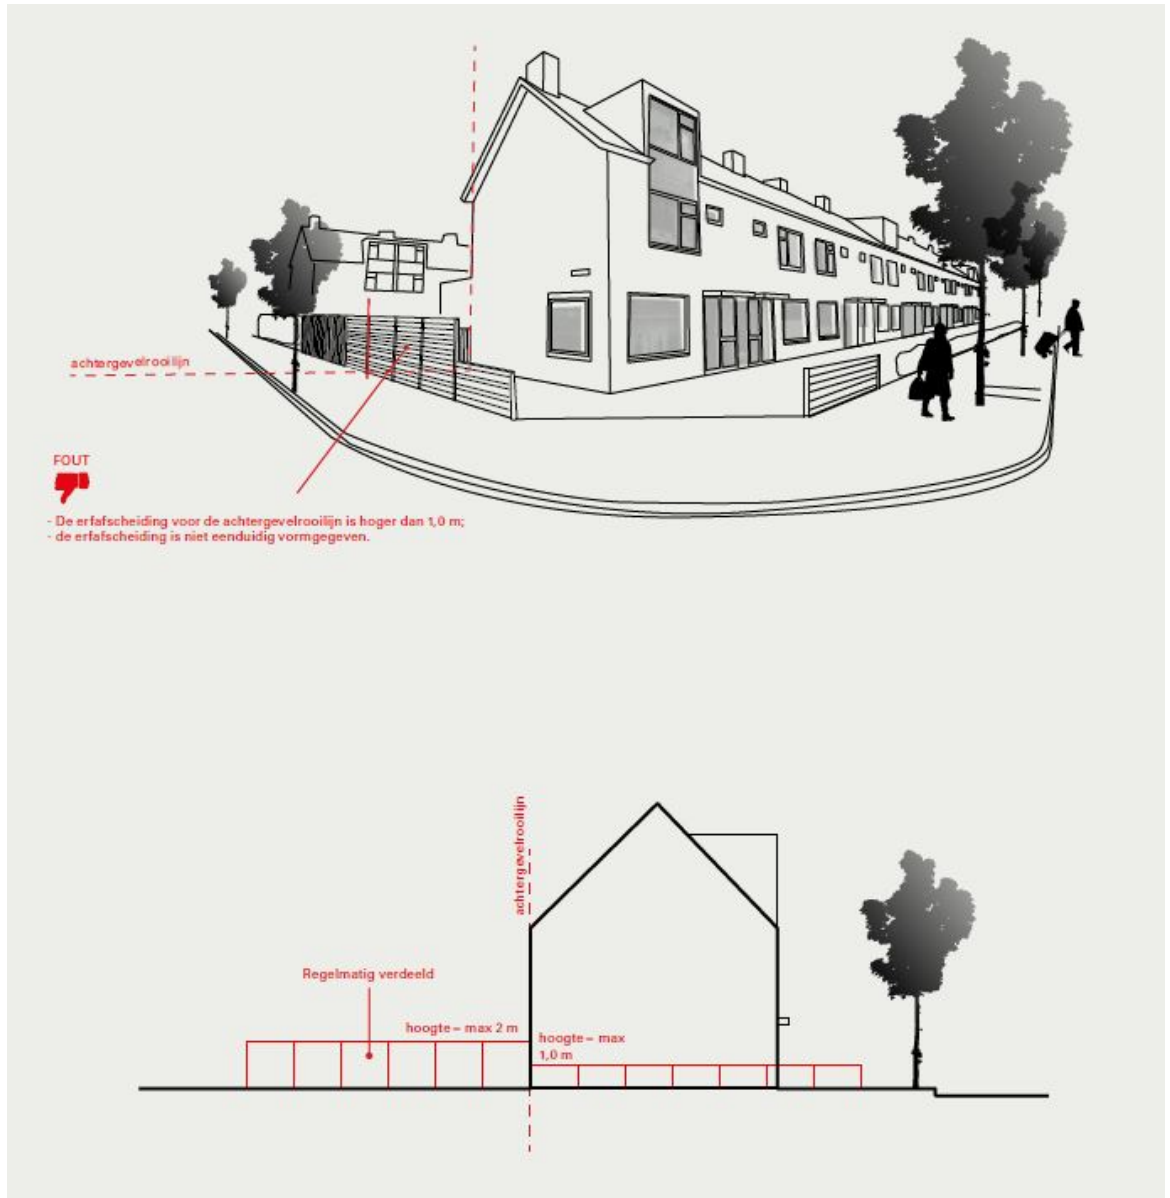 achtergevelrooilijn
FOUT
- De erfafscheiding voor de achtergevelrooilijn is hoger dan 1,0 m;
- de erfafscheiding is niet eenduidig vormgegeven.
achtergevelrooilijn
Regelmatig verdeeld
hoogte = max 2 m
hoogte = max
1,0 m